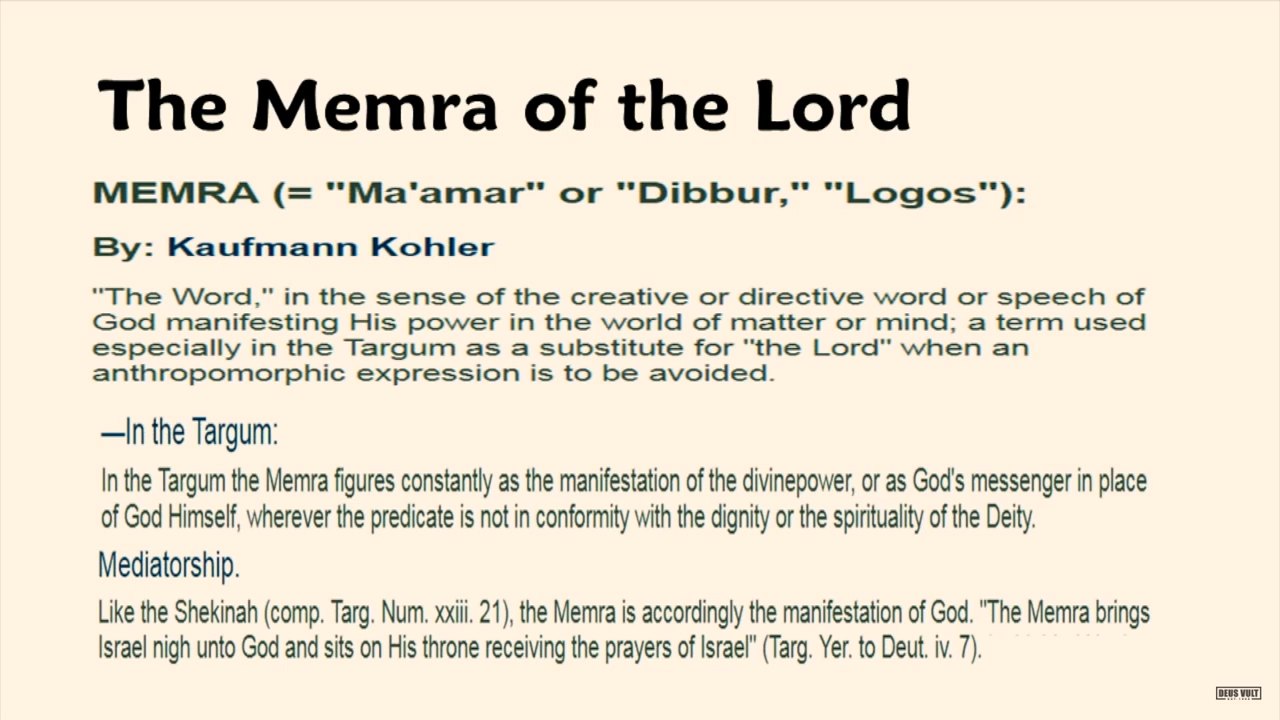 The Memra of the Lord
MEMRA (= "Ma'amar" or "Dibbur," "Logos"):
By: Kaufmann Kohler
"The Word," in the sense of the creative or directive word or speech of
God manifesting His power in the world of matter or mind; a term used
especially in the Targum as a substitute for "the Lord" when an
anthropomorphic expression is to be avoided.
—In the Targum:
In the Targum the Memra figures constantly as the manifestation of the divinepower, or as God's messenger in place
of God Himself, wherever the predicate is not in conformity with the dignity or the spirituality of the Deity.
Mediatorship.
Like the Shekinah (comp. Targ. Num. xxiii. 21), the Memra is accordingly the manifestation of God. "The Memra brings
Israel nigh unto God and sits on His throne receiving the prayers of Israel" (Targ. Yer. to Deut. iv. 7).
DEUS VULT